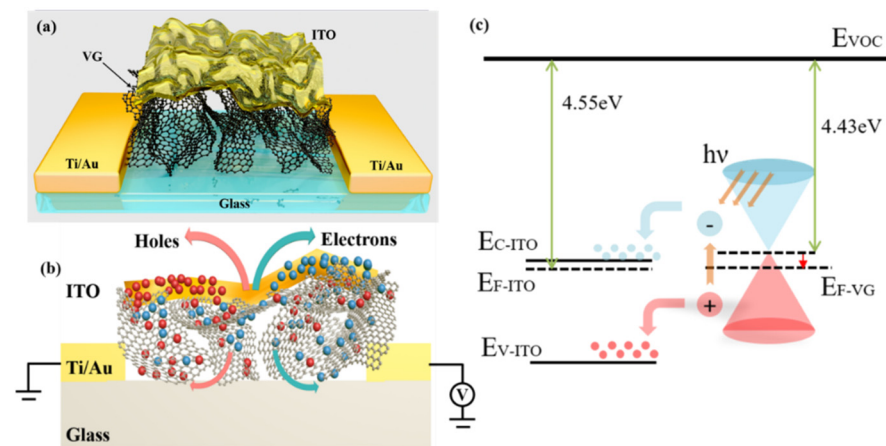 (a)
ITO
VG
Ti/Au
Ti/Au
Glass
(b)
Holes
Electrons
ITO
Ti/Au
V
Glass
(c)
EVOC
4.55eV
4.43eV
hν
-
EC-ITO
EF-ITO
EF-VG
+
EV-ITO